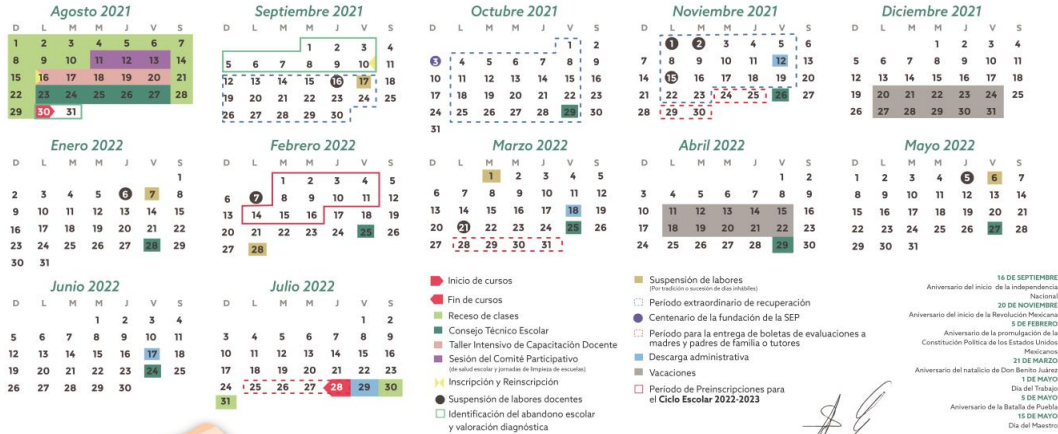 Agosto 2021
D L M M J V S
1 2 3 4 5 6 7
8 9 10 11 12 13 14
15 16 17 18 19 20 21
22 23 24 25 26 27 28
29 30 31
Septiembre 2021
D L M M J V S
1 2 3 4
5 6 7 8 9 10 11
12 13 14 15 16 17 18
19 20 21 22 23 24 25
26 27 28 29 30
Octubre 2021
D L M M J V S
1 2
3 4 5 6 7 8 9
10 11 12 13 14 15 16
17 18 19 20 21 22 23
24 25 26 27 28 29 30
31
Noviembre 2021
D L M M J V S
1 2 3 4 5 6
7 8 9 10 11 12 13
14 15 16 17 18 19 20
21 22 23 24 25 26 27
28 29 30
Diciembre 2021
D L M M J V S
1 2 3 4
5 6 7 8 9 10 11
12 13 14 15 16 17 18
19 20 21 22 23 24 25
26 27 28 29 30 31
Enero 2022
D L M M J V S
1
2 3 4 5 6 7 8
9 10 11 12 13 14 15
16 17 18 19 20 21 22
23 24 25 26 27 28 29
30 31
Febrero 2022
D L M M J V S
1 2 3 4 5
6 7 8 9 10 11 12
13 14 15 16 17 18 19
20 21 22 23 24 25 26
27 28
Marzo 2022
D L M M J V S
1 2 3 4 5
6 7 8 9 10 11 12
13 14 15 16 17 18 19
20 21 22 23 24 25 26
27 28 29 30 31
Abril 2022
D L M M J V S
1 2
3 4 5 6 7 8 9
10 11 12 13 14 15 16
17 18 19 20 21 22 23
24 25 26 27 28 29 30
Mayo 2022
D L M M J V S
1 2 3 4 5 6 7
8 9 10 11 12 13 14
15 16 17 18 19 20 21
22 23 24 25 26 27 28
29 30 31
Junio 2022
D L M M J V S
1 2 3 4
5 6 7 8 9 10 11
12 13 14 15 16 17 18
19 20 21 22 23 24 25
26 27 28 29 30
Julio 2022
D L M M J V S
1 2
3 4 5 6 7 8 9
10 11 12 13 14 15 16
17 18 19 20 21 22 23
24 25 26 27 28 29 30
31
Inicio de cursos
Fin de cursos
Receso de clases
Consejo Técnico Escolar
Taller Intensivo de Capacitación Docente
Sesión del Comité Participativo
(de salud escolar y jornadas de limpieza de escuelas)
Inscripción y Reinscripción
Suspensión de labores docentes
Identificación del abandono escolar
y valoración diagnóstica
Suspensión de labores
(Por tradición o sucesión de días inhábiles)
Período extraordinario de recuperación
Centenario de la fundación de la SEP
Período para la entrega de boletas de evaluaciones a
madres y padres de familia o tutores
Descarga administrativa
Vacaciones
Período de Preinscripciones para
el Ciclo Escolar 2022-2023
16 DE SEPTIEMBRE
Aniversario del inicio de la independencia
Nacional
20 DE NOVIEMBRE
Aniversario del inicio de la Revolución Mexicana
5 DE FEBRERO
Aniversario de la promulgación de la
Constitución Política de los Estados Unidos
Mexicanos
21 DE MARZO
Aniversario del natalicio de Don Benito Juárez
1 DE MAYO
Día del Trabajo
5 DE MAYO
Aniversario de la Batalla de Puebla
15 DE MAYO
Día del Maestro